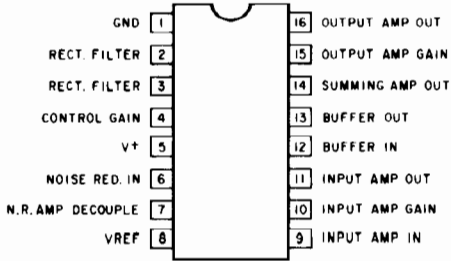 GND 1 16 OUTPUT AMP OUT
RECT. FILTER 2 15 OUTPUT AMP GAIN
RECT. FILTER 3 14 SUMMING AMP OUT
CONTROL GAIN 4 13 BUFFER OUT
V+ 5 12 BUFFER IN
NOISE RED. IN 6 11 INPUT AMP OUT
N.R. AMP DECOUPLE 7 10 INPUT AMP GAIN
VREF 8 9 INPUT AMP IN